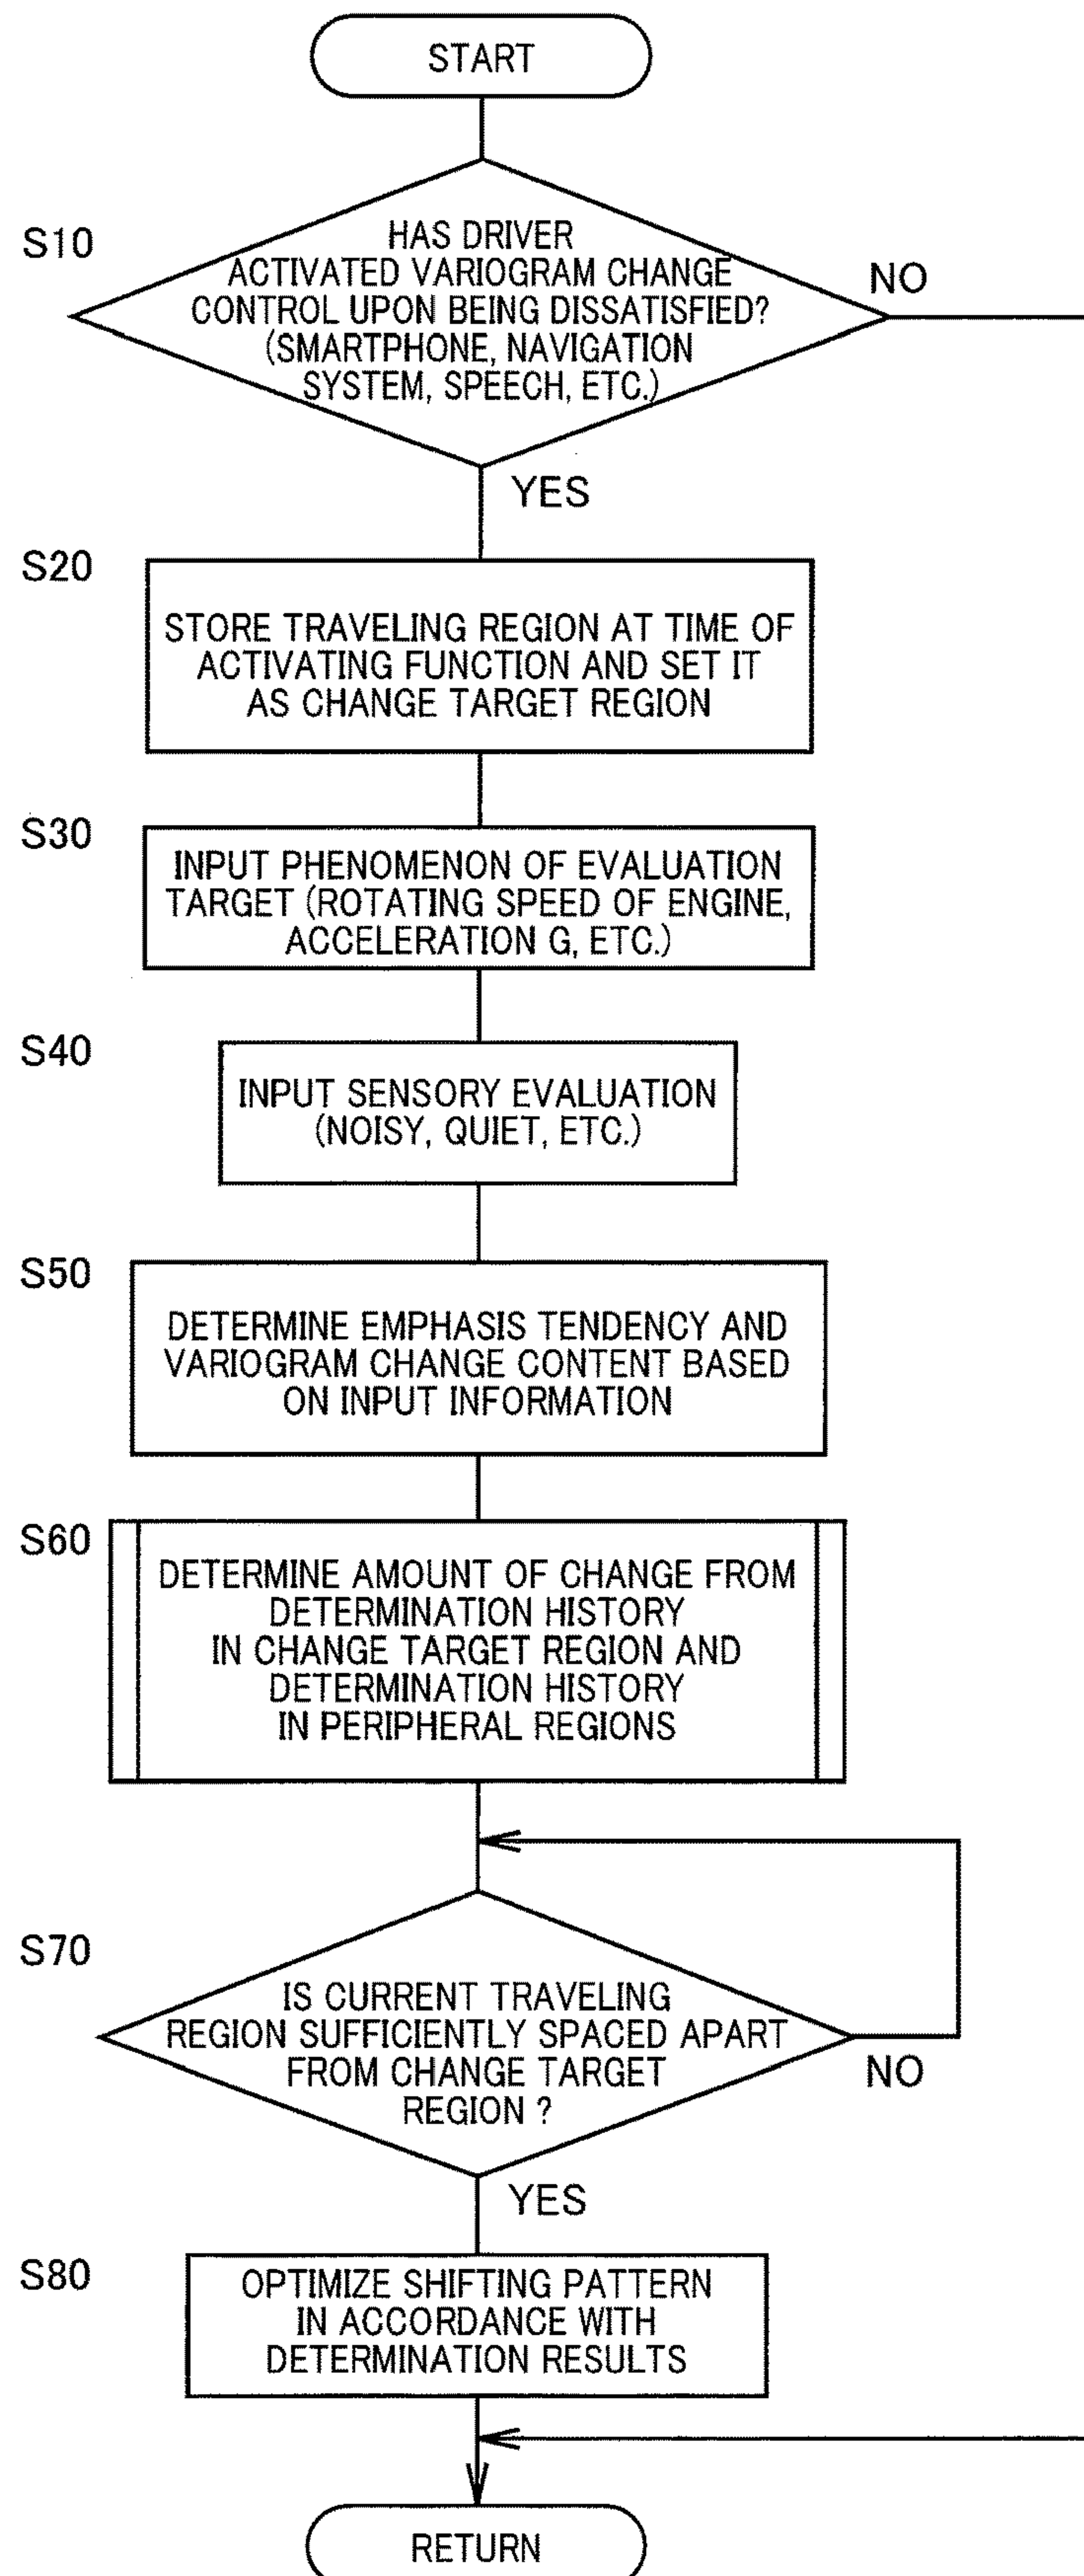 START
S10
HAS DRIVER
ACTIVATED VARIOGRAM CHANGE
CONTROL UPON BEING DISSATISFIED?
(SMARTPHONE, NAVIGATION
SYSTEM, SPEECH, ETC.)
NO
YES
S20
STORE TRAVELING REGION AT TIME OF
ACTIVATING FUNCTION AND SET IT
AS CHANGE TARGET REGION
S30
INPUT PHENOMENON OF EVALUATION
TARGET (ROTATING SPEED OF ENGINE,
ACCELERATION G, ETC.)
S40
INPUT SENSORY EVALUATION
(NOISY, QUIET, ETC.)
S50
DETERMINE EMPHASIS TENDENCY AND
VARIOGRAM CHANGE CONTENT BASED
ON INPUT INFORMATION
S60
DETERMINE AMOUNT OF CHANGE FROM
DETERMINATION HISTORY
IN CHANGE TARGET REGION AND
DETERMINATION HISTORY
IN PERIPHERAL REGIONS
S70
IS CURRENT TRAVELING
REGION SUFFICIENTLY SPACED APART
FROM CHANGE TARGET
REGION ?
NO
YES
S80
OPTIMIZE SHIFTING PATTERN
IN ACCORDANCE WITH
DETERMINATION RESULTS
RETURN